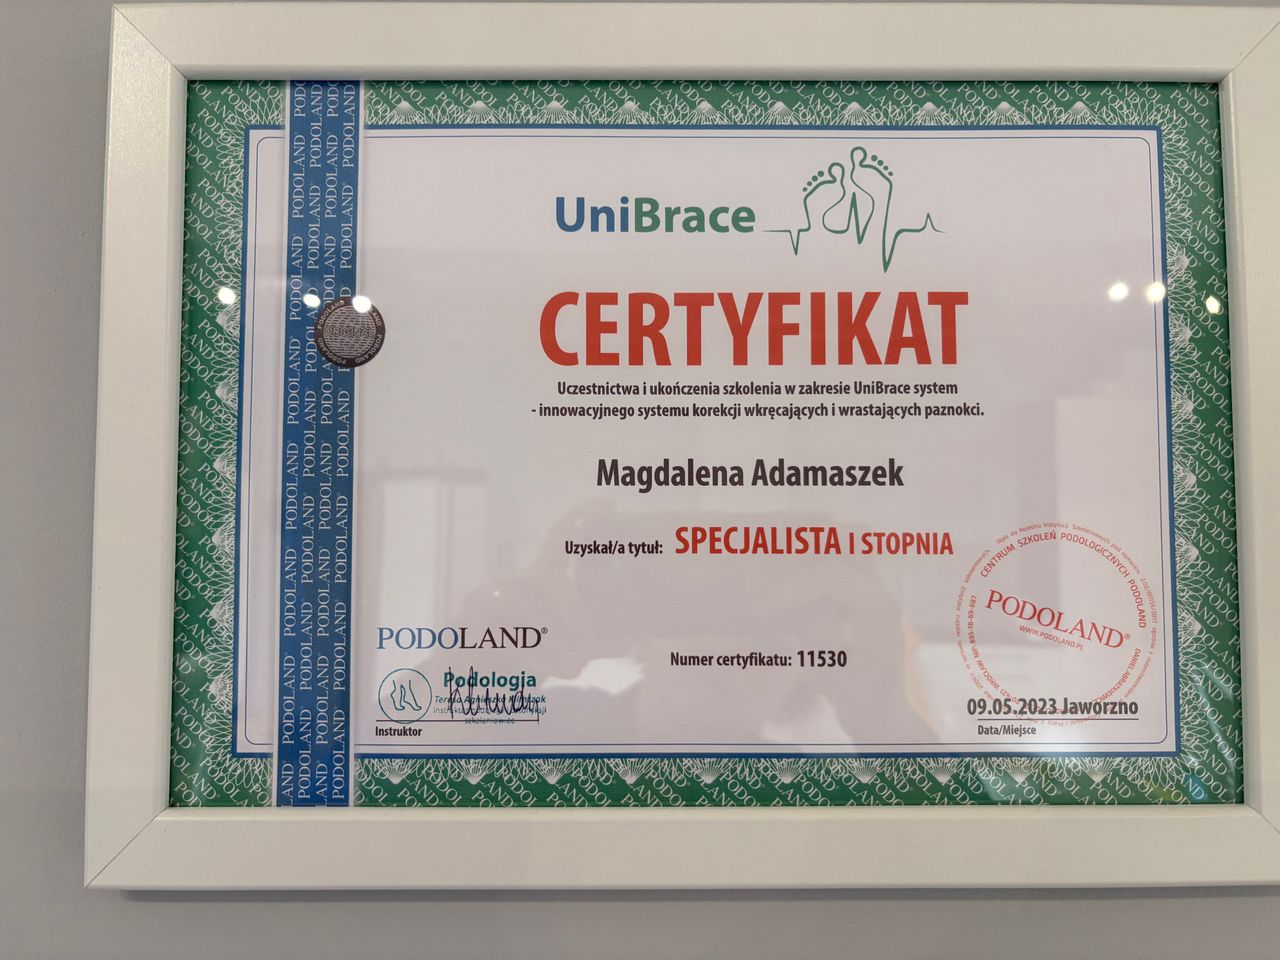 UniBrace
CERTYFIKAT
Uczestnictwa i ukończenia szkolenia w zakresie UniBrace system
- innowacyjnego systemu korekcji wkręcających i wrastających paznokci.
Magdalena Adamaszek
Uzyskał/a tytuł: SPECJALISTA I STOPNIA
PODOLAND®
Numer certyfikatu: 11530
Podologia
Instruktor
CENTRUM SZKOLEŃ PODOLOGICZNYCH PODOLAND
PODOLAND®
WWW.PODOLAND.PL
09.05.2023 Jaworzno
Data/Miejsce
ORIGINAL
PODOLAND